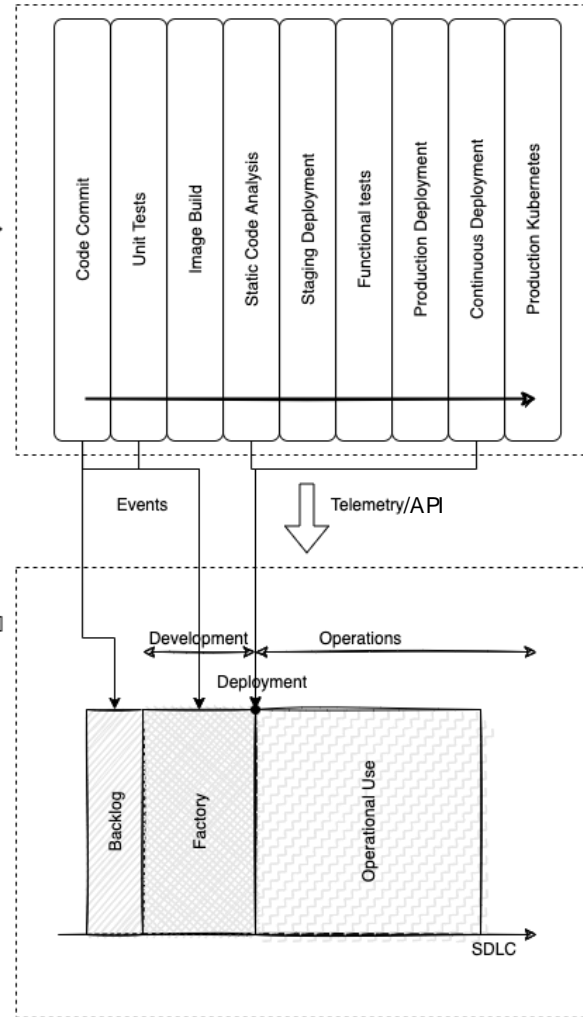 Code Commit
Unit Tests
Image Build
Static Code Analysis
Staging Deployment
Functional tests
Production Deployment
Continuous Deployment
Production Kubernetes
Events
Telemetry/API
Development
Operations
Deployment
Backlog
Factory
Operational Use
SDLC